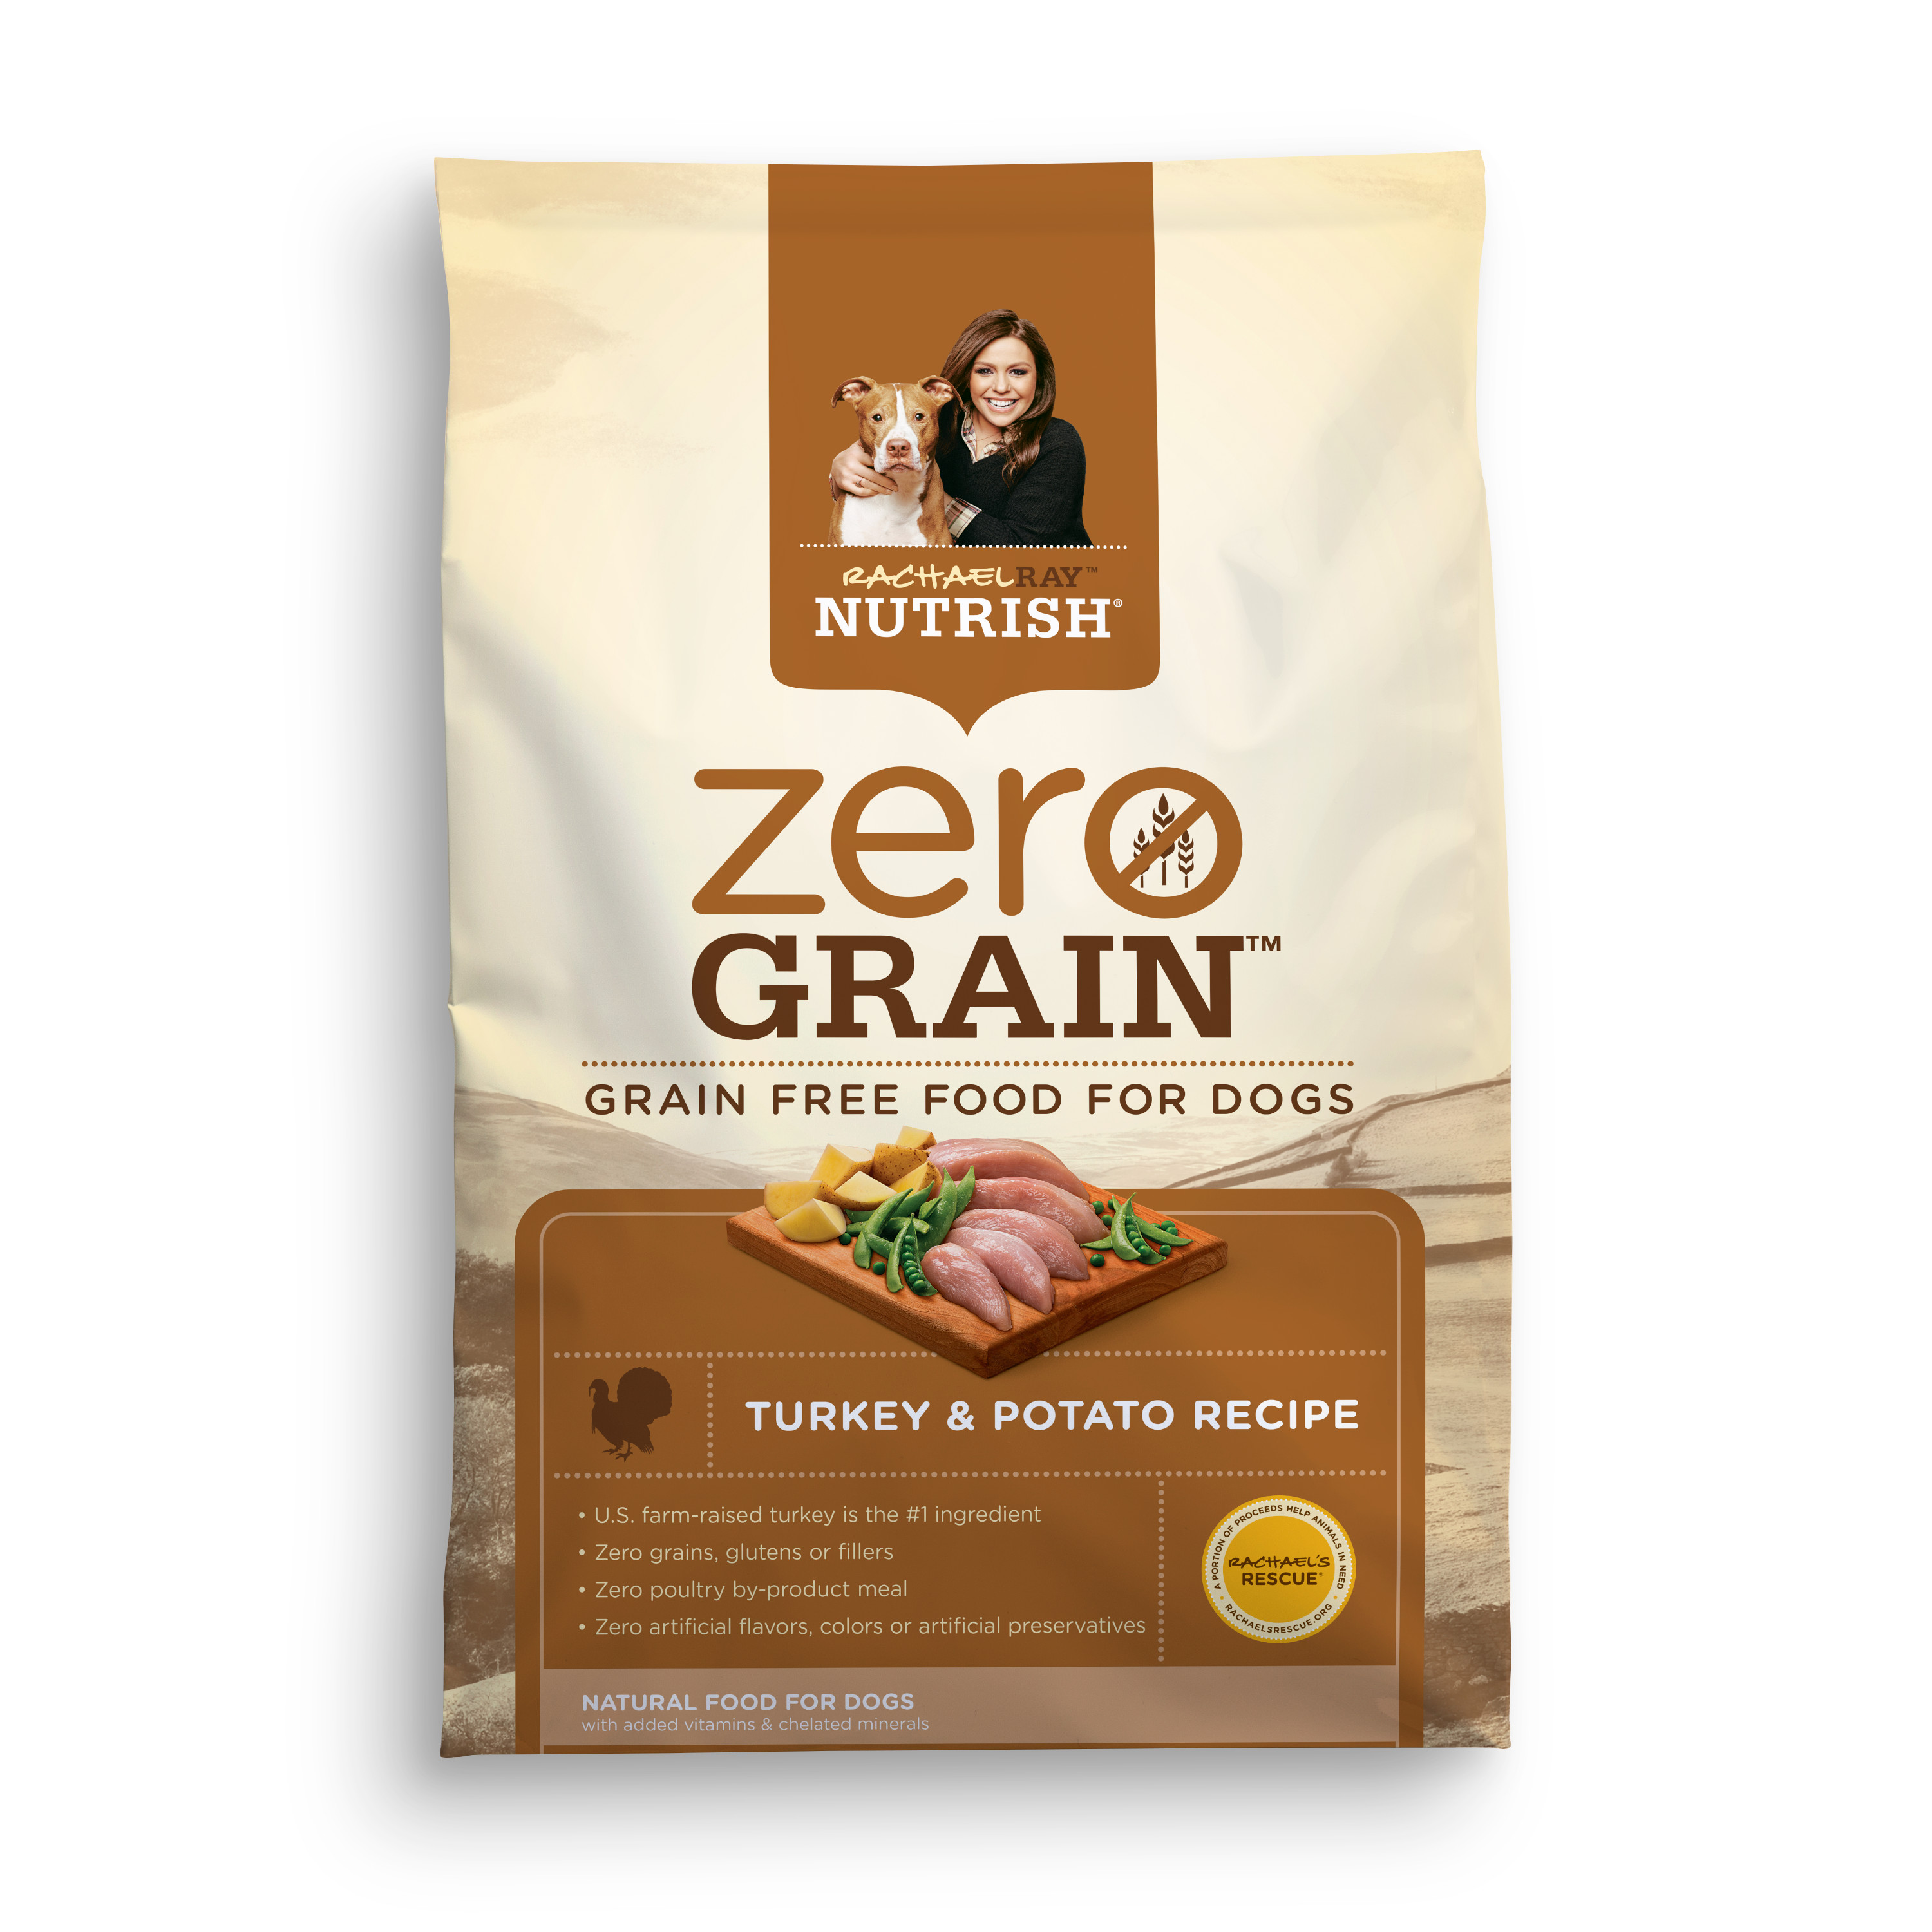 RACHAELRAY™
NUTRISH®
zero
GRAIN™
GRAIN FREE FOOD FOR DOGS
TURKEY & POTATO RECIPE
• U.S. farm-raised turkey is the #1 ingredient
• Zero grains, glutens or fillers
• Zero poultry by-product meal
• Zero artificial flavors, colors or artificial preservatives
A PORTION OF PROCEEDS HELP ANIMALS IN NEED
RACHAEL'S
RESCUE®
• RACHAELSRESCUE.ORG •
NATURAL FOOD FOR DOGS
with added vitamins & chelated minerals